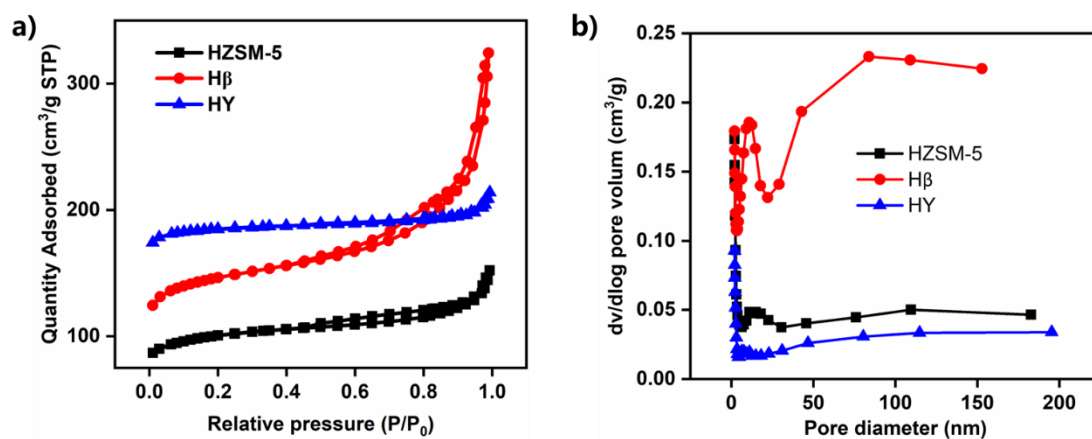 a)
HZSM-5
Hβ
HY
Quantity Adsorbed (cm³/g STP)
300
200
100
0.0 0.2 0.4 0.6 0.8 1.0
Relative pressure (P/P₀)
b)
HZSM-5
Hβ
HY
dv/dlog pore volum (cm³/g)
0.25
0.20
0.15
0.10
0.05
0.00
0 50 100 150 200
Pore diameter (nm)